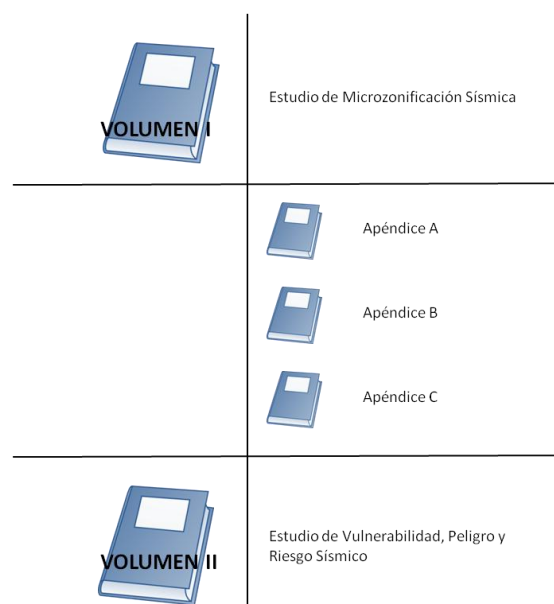 VOLUMEN I
Estudio de Microzonificación Sísmica
Apéndice A
Apéndice B
Apéndice C
VOLUMEN II
Estudio de Vulnerabilidad, Peligro y
Riesgo Sísmico